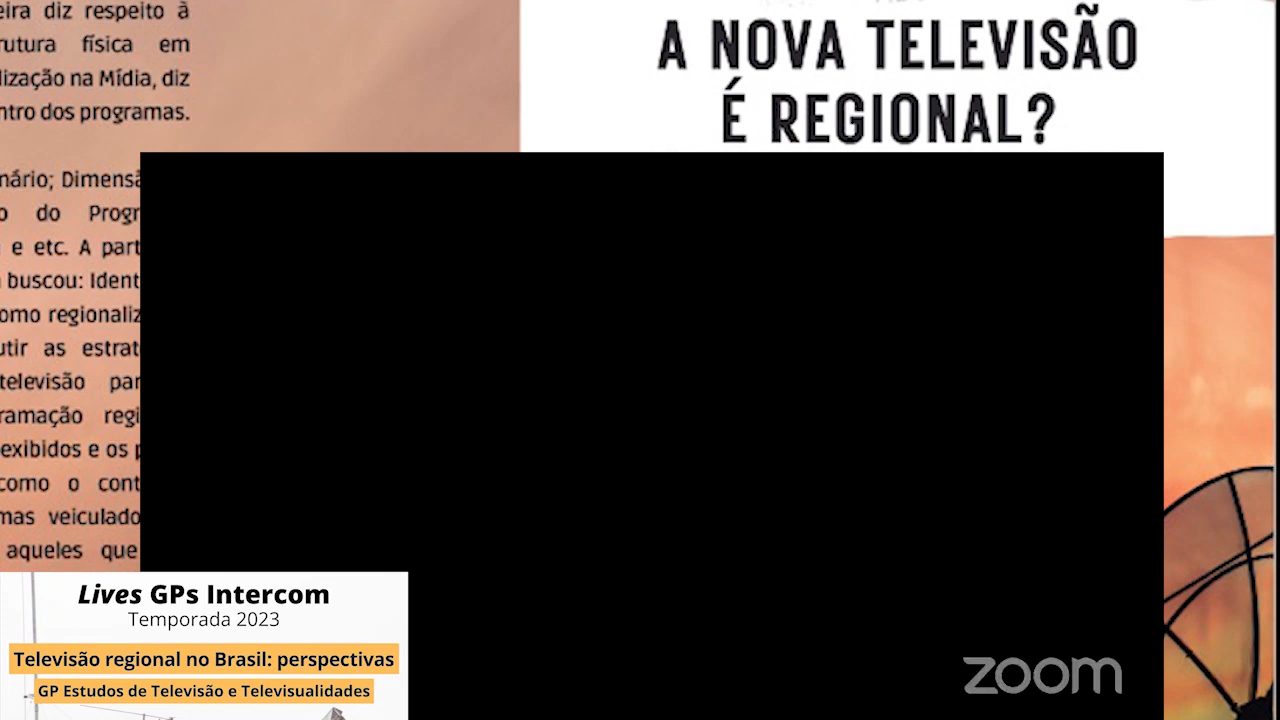 eira diz respeito à
rutura física em
lização na Mídia, diz
ntro dos programas.
nário; Dimensã
o do Progr
e etc. A part
buscou: Ident
omo regionaliz
utir as estrat
televisão par
ramação regi
exibidos e os p
como o cont
mas veiculado
aqueles que
A NOVA TELEVISÃO
É REGIONAL?
Lives GPs Intercom
Temporada 2023
Televisão regional no Brasil: perspectivas
GP Estudos de Televisão e Televisualidades
zoom